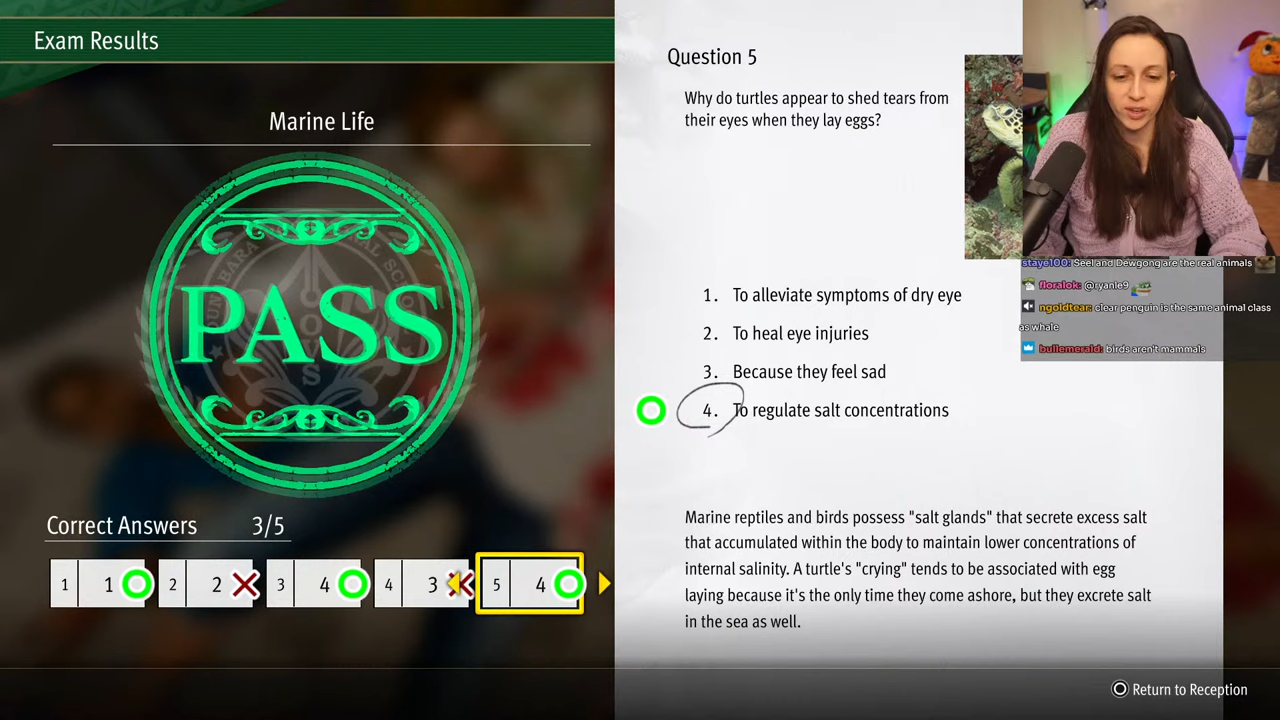 Exam Results
Marine Life
PASS
Correct Answers 3/5
1 1 2 2 3 4 4 3 5 4
Question 5
Why do turtles appear to shed tears from
their eyes when they lay eggs?
1. To alleviate symptoms of dry eye
2. To heal eye injuries
3. Because they feel sad
4. To regulate salt concentrations
Marine reptiles and birds possess "salt glands" that secrete excess salt
that accumulated within the body to maintain lower concentrations of
internal salinity. A turtle's "crying" tends to be associated with egg
laying because it's the only time they come ashore, but they excrete salt
in the sea as well.
staye100: Seel and Dewgong are the real animals
floralok: @ryanle9
ngoldtear: clear penguin is the same animal class
as whale
bullemerald: birds aren't mammals
Return to Reception